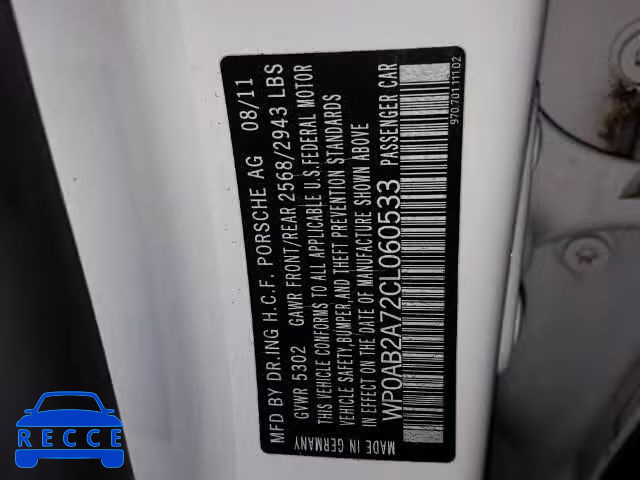 MFD BY DR.ING H.C.F. PORSCHE AG 08/11
GVWR 5302 GAWR FRONT/REAR 2568/2943 LBS
THIS VEHICLE CONFORMS TO ALL APPLICABLE U.S.FEDERAL MOTOR
VEHICLE SAFETY,BUMPER,AND THEFT PREVENTION STANDARDS
IN EFFECT ON THE DATE OF MANUFACTURE SHOWN ABOVE
WP0AB2A72CL060533 PASSENGER CAR
MADE IN GERMANY
970.701.111.02
RECCE